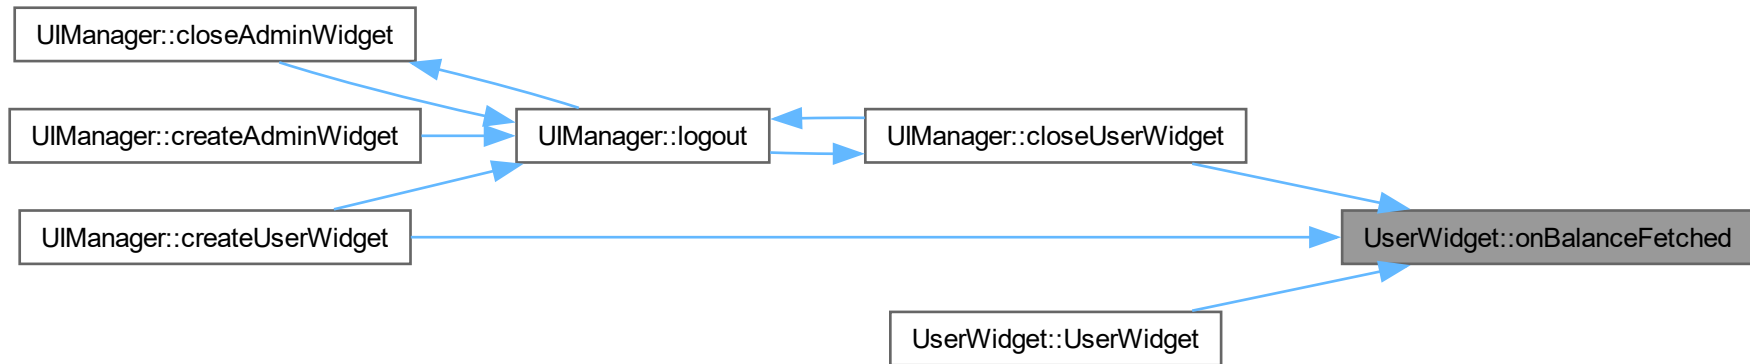 UIManager::closeAdminWidget
UIManager::createAdminWidget
UIManager::logout
UIManager::closeUserWidget
UIManager::createUserWidget
UserWidget::onBalanceFetched
UserWidget::UserWidget